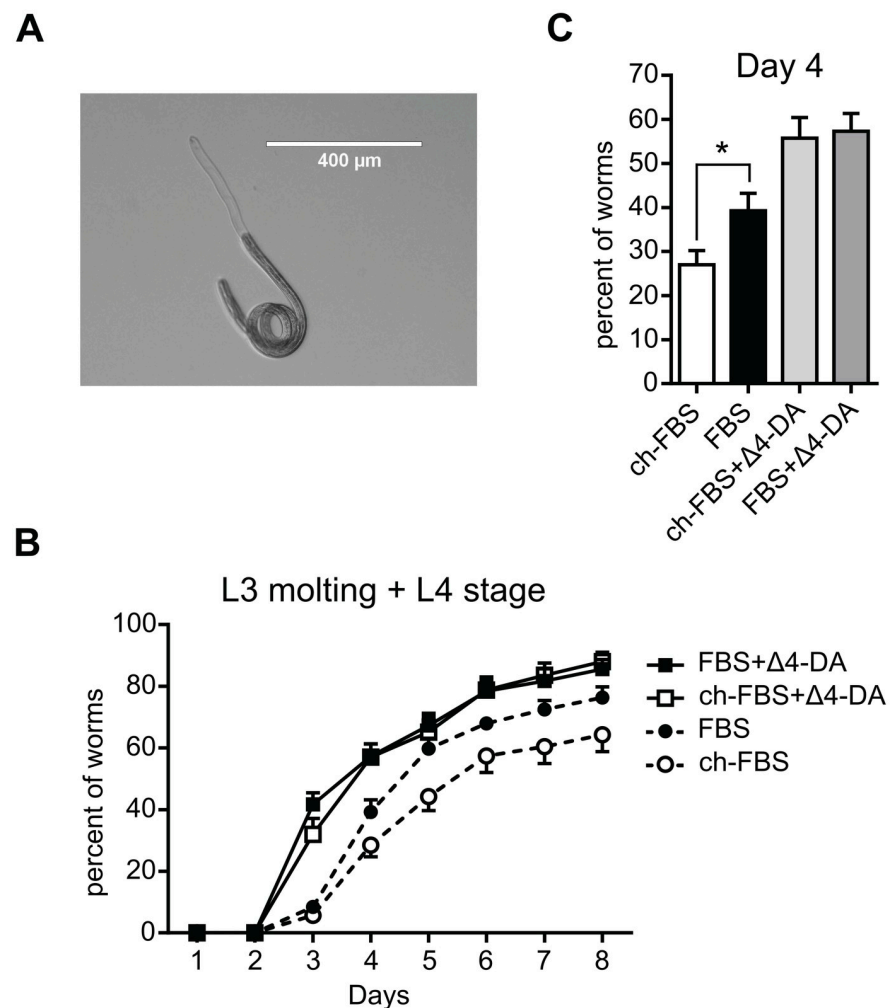 A
400 µm
C
Day 4
percent of worms
70
60
50
40
30
20
10
0
*
ch-FBS
FBS
ch-FBS+Δ4-DA
FBS+Δ4-DA
B
L3 molting + L4 stage
percent of worms
100
80
60
40
20
0
1 2 3 4 5 6 7 8
Days
FBS+Δ4-DA
ch-FBS+Δ4-DA
FBS
ch-FBS